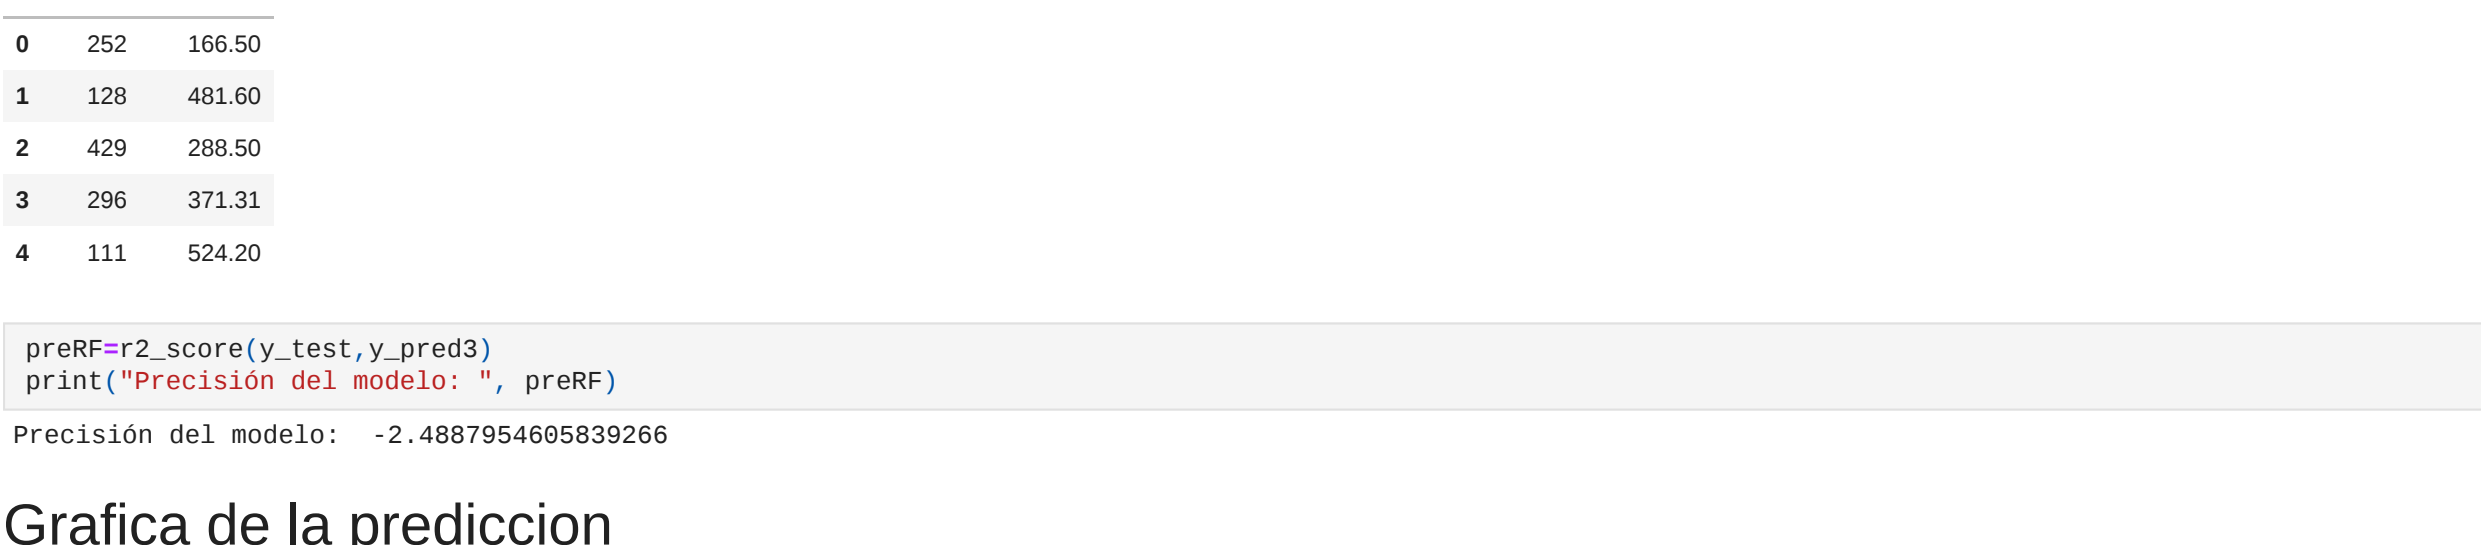 0 252 166.50
1 128 481.60
2 429 288.50
3 296 371.31
4 111 524.20
preRF=r2_score(y_test,y_pred3)
print("Precisión del modelo: ", preRF)
Precisión del modelo:  -2.4887954605839266
Grafica de la prediccion